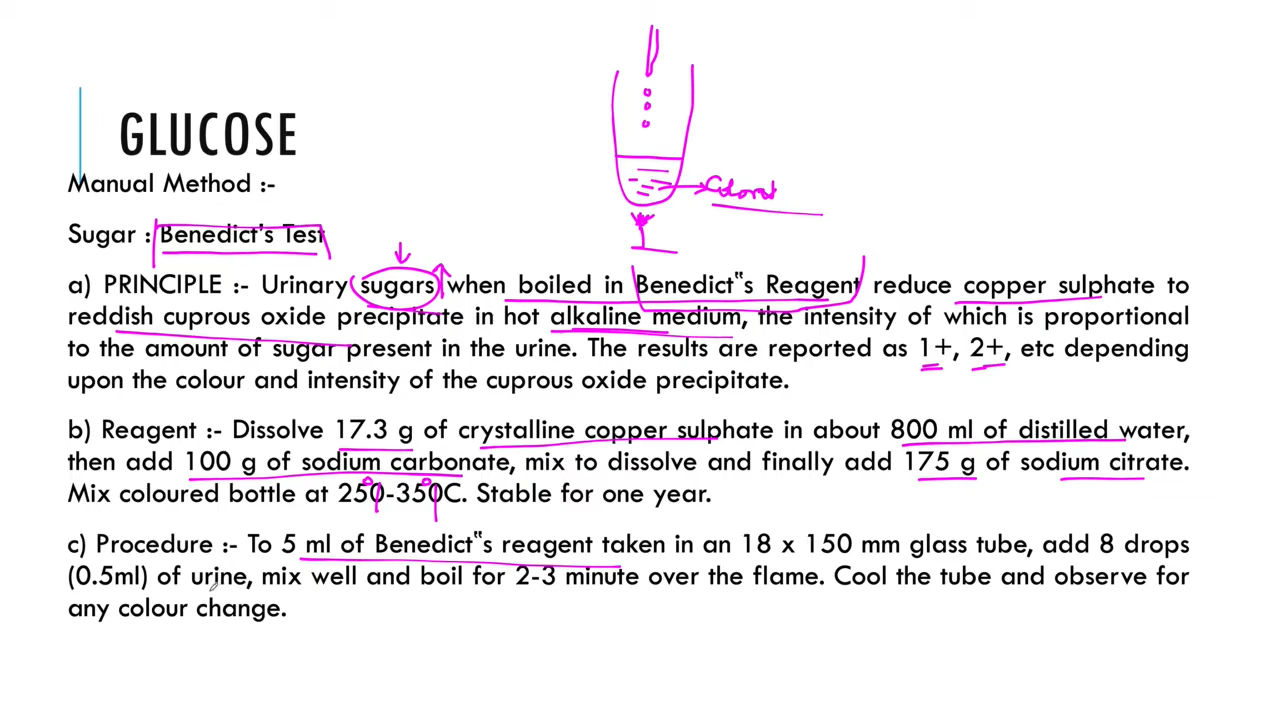 GLUCOSE
Manual Method :-
Sugar : Benedict's Test
a) PRINCIPLE :- Urinary sugars when boiled in Benedict‟s Reagent reduce copper sulphate to
reddish cuprous oxide precipitate in hot alkaline medium, the intensity of which is proportional
to the amount of sugar present in the urine. The results are reported as 1+, 2+, etc depending
upon the colour and intensity of the cuprous oxide precipitate.
b) Reagent :- Dissolve 17.3 g of crystalline copper sulphate in about 800 ml of distilled water,
then add 100 g of sodium carbonate, mix to dissolve and finally add 175 g of sodium citrate.
Mix coloured bottle at 250-350C. Stable for one year.
c) Procedure :- To 5 ml of Benedict‟s reagent taken in an 18 x 150 mm glass tube, add 8 drops
(0.5ml) of urine, mix well and boil for 2-3 minute over the flame. Cool the tube and observe for
any colour change.